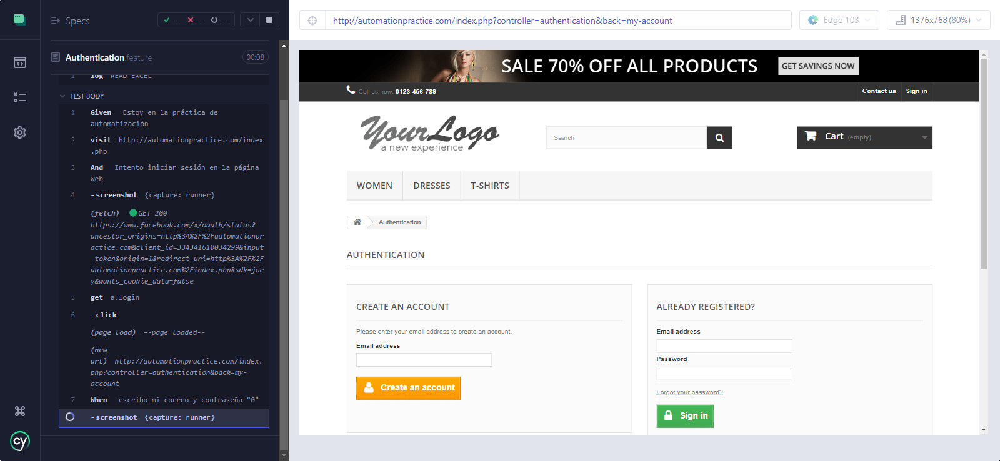 Specs
-- -- --
Authentication.feature 00:08
1 log READ EXCEL
TEST BODY
1 Given Estoy en la práctica de
automatización
2 visit http://automationpractice.com/index
.php
3 And Intento iniciar sesión en la página
web
4 -screenshot {capture: runner}
(fetch) GET 200
https://www.facebook.com/x/oauth/status?
ancestor_origins=http%3A%2F%2Fautomationpr
actice.com&client_id=334341610034299&input
_token&origin=1&redirect_uri=http%3A%2F%2F
automationpractice.com%2Findex.php&sdk=joe
y&wants_cookie_data=false
5 get a.login
6 -click
(page load) --page loaded--
(new
url) http://automationpractice.com/index.
php?controller=authentication&back=my-
account
7 When escribo mi correo y contraseña "0"
-screenshot {capture: runner}
cy
http://automationpractice.com/index.php?controller=authentication&back=my-account
Edge 103
1376x768 (80%)
SALE 70% OFF ALL PRODUCTS GET SAVINGS NOW
Call us now: 0123-456-789
Contact us Sign in
YourLogo
a new experience
Search
Cart (empty)
WOMEN DRESSES T-SHIRTS
Authentication
AUTHENTICATION
CREATE AN ACCOUNT
Please enter your email address to create an account.
Email address
Create an account
ALREADY REGISTERED?
Email address
Password
Forgot your password?
Sign in